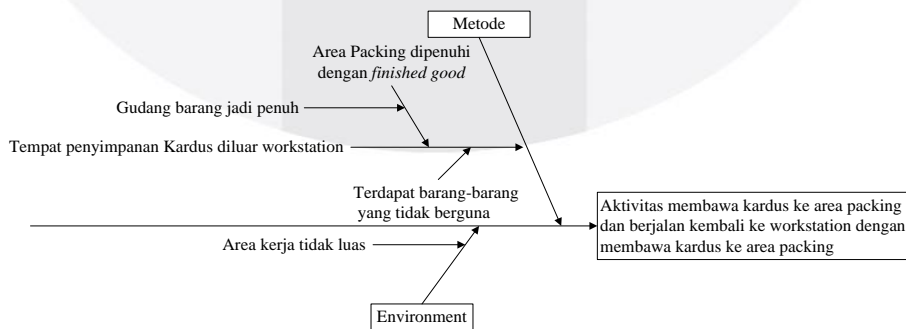 Metode
Area Packing dipenuhi
dengan finished good
Gudang barang jadi penuh
Tempat penyimpanan Kardus diluar workstation
Terdapat barang-barang
yang tidak berguna
Aktivitas membawa kardus ke area packing
dan berjalan kembali ke workstation dengan
membawa kardus ke area packing
Area kerja tidak luas
Environment